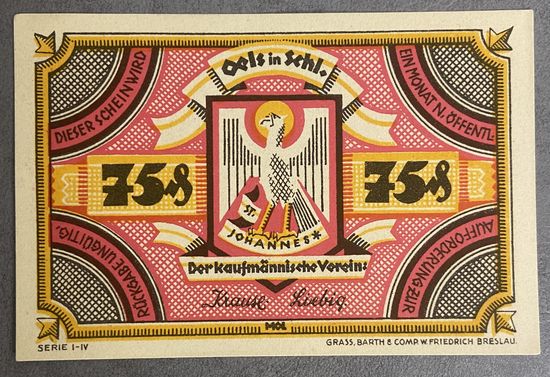 Oels in Schl.
DIESER SCHEIN WIRD
EIN MONAT N. ÖFFENTL.
75₰
75₰
ST.
JOHANNES*
RÜCKGABE UNGÜLTIG.
AUFFORDERUNG ZUR
Der Kaufmännische Verein:
Krause Liebig
MOL
SERIE I-IV
GRASS, BARTH & COMP. W. FRIEDRICH BRESLAU.